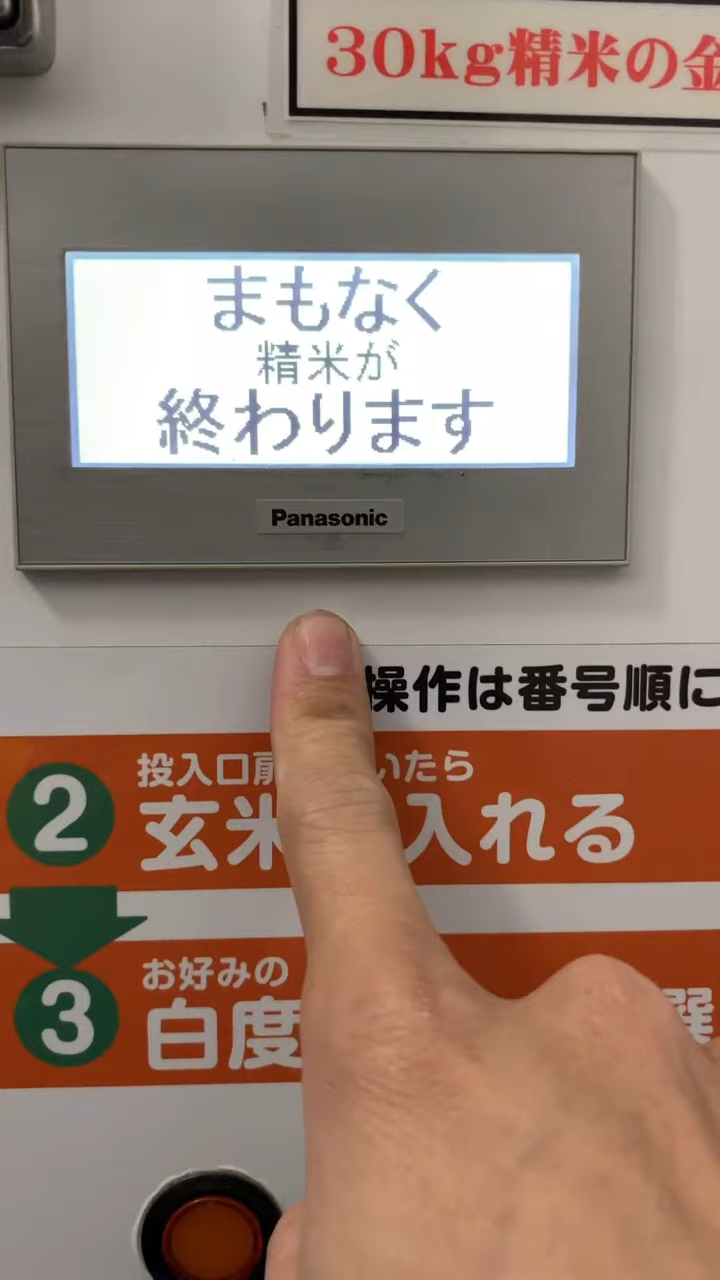 30kg精米の金
まもなく
精米が
終わります
Panasonic
操作は番号順に
2
投入口扉 いたら
玄米 入れる
3
お好みの
白度 選